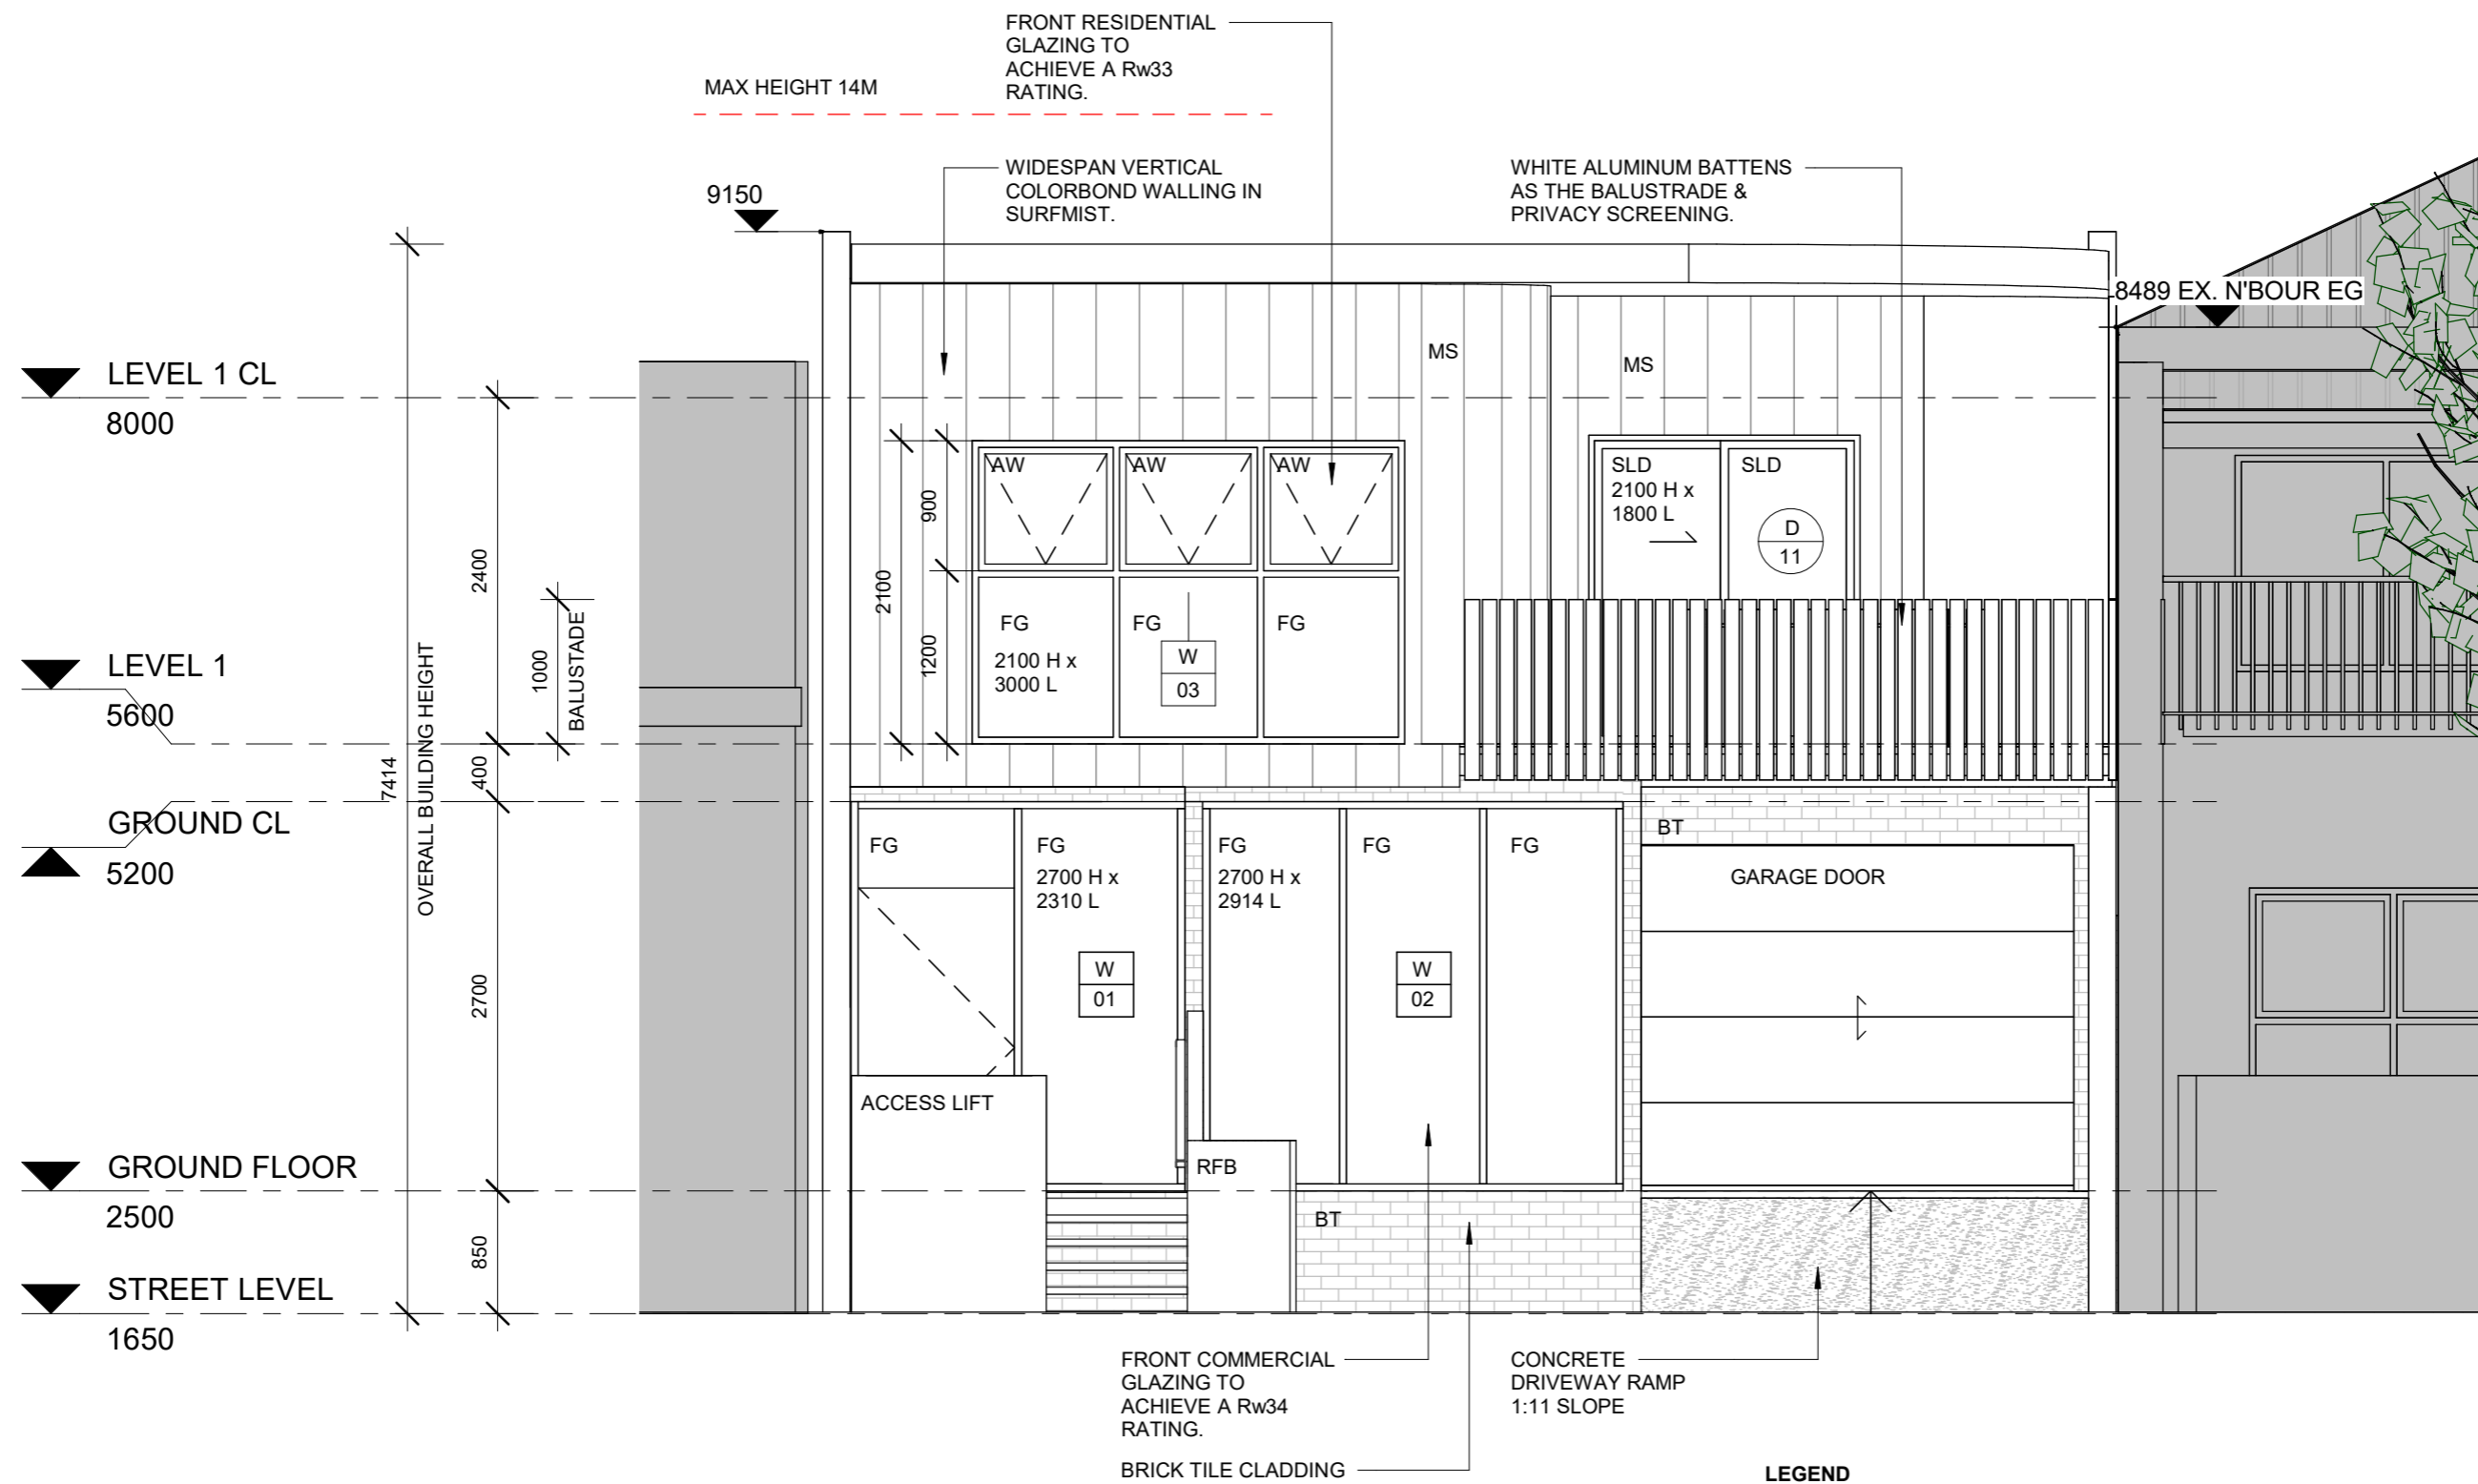 FRONT RESIDENTIAL
GLAZING TO
ACHIEVE A Rw33
RATING.
MAX HEIGHT 14M
WIDESPAN VERTICAL
COLORBOND WALLING IN
SURFMIST.
WHITE ALUMINUM BATTENS
AS THE BALUSTRADE &
PRIVACY SCREENING.
9150
8489 EX. N'BOUR EG
LEVEL 1 CL
8000
LEVEL 1
5600
GROUND CL
5200
GROUND FLOOR
2500
STREET LEVEL
1650
7414
OVERALL BUILDING HEIGHT
2400
400
2700
850
1000
BALUSTADE
2100
900
1200
MS
MS
AW
AW
AW
FG
FG
FG
2100 H x
3000 L
W
03
SLD
2100 H x
1800 L
SLD
D
11
FG
FG
2700 H x
2310 L
W
01
FG
2700 H x
2914 L
FG
FG
W
02
BT
GARAGE DOOR
ACCESS LIFT
RFB
BT
FRONT COMMERCIAL
GLAZING TO
ACHIEVE A Rw34
RATING.
BRICK TILE CLADDING
CONCRETE
DRIVEWAY RAMP
1:11 SLOPE
LEGEND